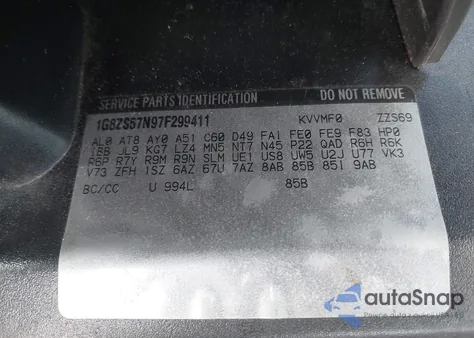 SERVICE PARTS IDENTIFICATION DO NOT REMOVE
1G8ZS57N97F299411 KVVMF0 ZZS69
AL0 AT8 AY0 A51 C60 D49 FA1 FE0 FE9 F83 HP0
IBB JL9 KG7 LZ4 MN5 NT7 N45 P22 QAD R6H R6K
R6P R7Y R9M R9N SLM UE1 US8 UW5 U2J U77 VK3
V73 ZFH 1SZ 6AZ 67U 7AZ 8AB 85B 85I 9AB
BC/CC U 994L 85B
autaSnap